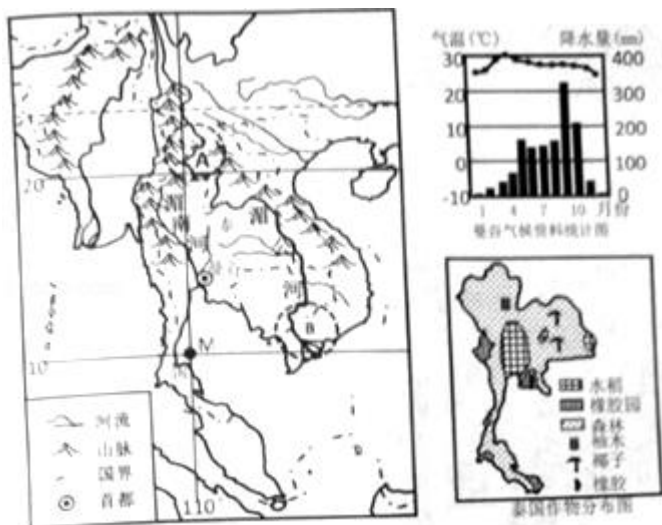 20
A
湄
南
河
泰
湄
河
B
M
10
110
河流
山脉
国界
首都
气温(℃) 降水量(mm)
30 400
20 300
10 200
0 100
-10 0
1 4 7 10 月份
曼谷气候资料统计图
水稻
橡胶园
森林
柚木
椰子
橡胶
泰国作物分布图